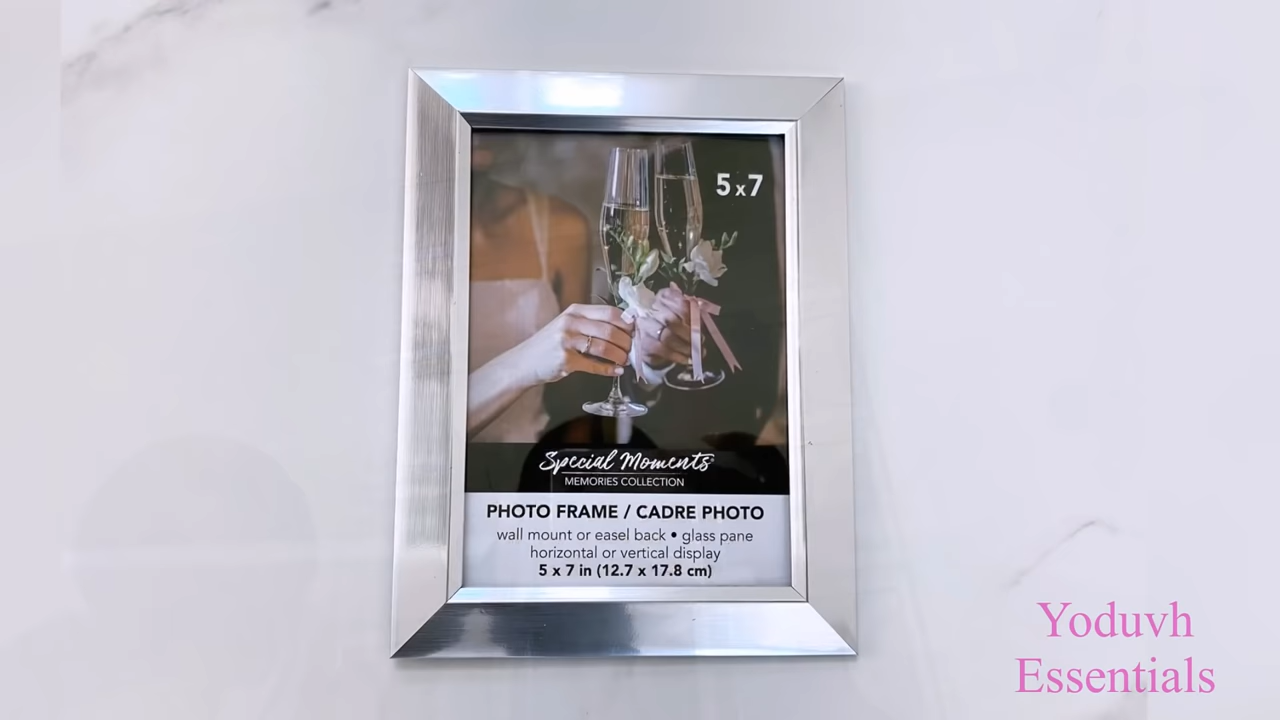 5x7
Special Moments
MEMORIES COLLECTION
PHOTO FRAME / CADRE PHOTO
wall mount or easel back • glass pane
horizontal or vertical display
5 x 7 in (12.7 x 17.8 cm)
Yoduvh
Essentials